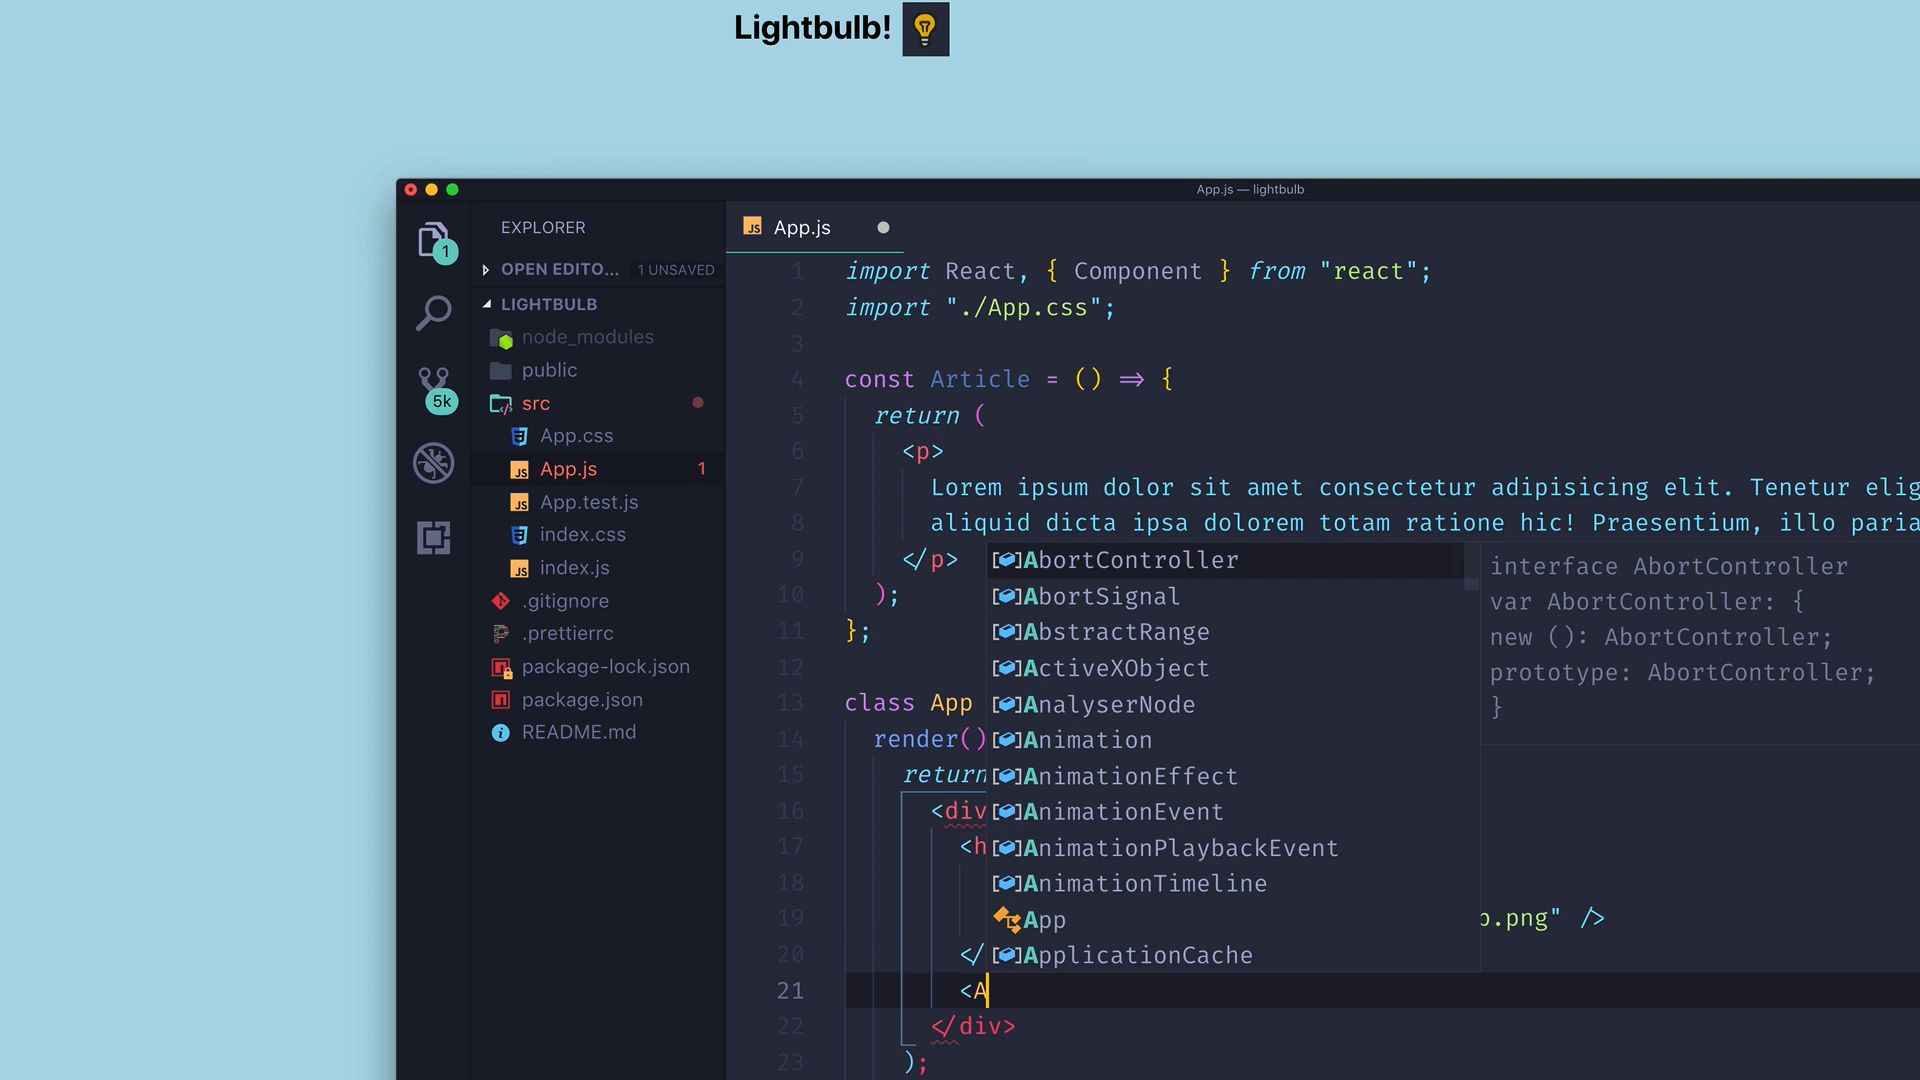 Lightbulb!
App.js — lightbulb
EXPLORER
OPEN EDITO... 1 UNSAVED
LIGHTBULB
node_modules
public
src
App.css
App.js 1
App.test.js
index.css
index.js
.gitignore
.prettierrc
package-lock.json
package.json
README.md
1
5k
JS App.js
1 import React, { Component } from "react";
2 import "./App.css";
3
4 const Article = () => {
5 return (
6 <p>
7 Lorem ipsum dolor sit amet consectetur adipisicing elit. Tenetur elig
8 aliquid dicta ipsa dolorem totam ratione hic! Praesentium, illo paria
9 </p>
10 );
11 };
12
13 class App
14 render()
15 return
16 <div
17 <h
18
19 b.png" />
20 </
21 <A
22 </div>
23 );
AbortController
AbortSignal
AbstractRange
ActiveXObject
AnalyserNode
Animation
AnimationEffect
AnimationEvent
AnimationPlaybackEvent
AnimationTimeline
App
ApplicationCache
interface AbortController
var AbortController: {
new (): AbortController;
prototype: AbortController;
}